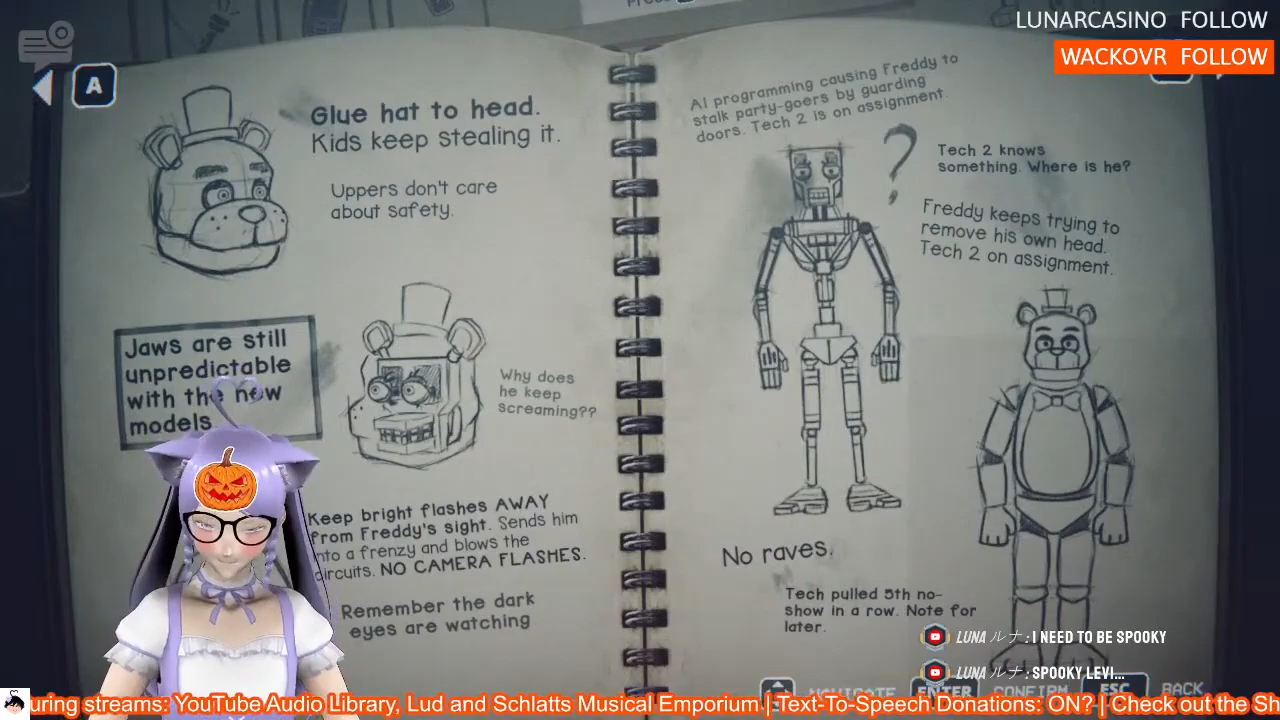 LUNARCASINO FOLLOW
WACKOVR FOLLOW
A
Glue hat to head.
Kids keep stealing it.
Uppers don't care
about safety.
Jaws are still
unpredictable
with the new
models
Why does
he keep
screaming??
Keep bright flashes AWAY
from Freddy's sight. Sends him
into a frenzy and blows the
circuits. NO CAMERA FLASHES.
Remember the dark
eyes are watching
AI programming causing Freddy to
stalk party-goers by guarding
doors. Tech 2 is on assignment.
?
Tech 2 knows
something. Where is he?
Freddy keeps trying to
remove his own head.
Tech 2 on assignment.
No raves.
Tech pulled 5th no-
show in a row. Note for
later.
LUNA ルナ : I NEED TO BE SPOOKY
LUNA ルナ : SPOOKY LEVI...
NAVIGATE ENTER CONFIRM ESC BACK
uring streams: YouTube Audio Library, Lud and Schlatts Musical Emporium | Text-To-Speech Donations: ON? | Check out the Sh